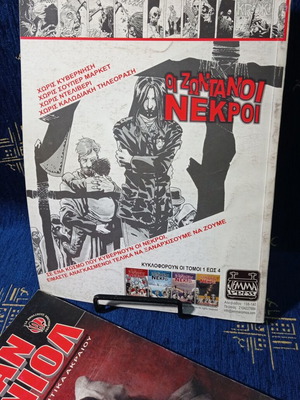 ΧΩΡΙΣ ΚΥΒΕΡΝΗΣΗ
ΧΩΡΙΣ ΣΟΥΠΕΡ ΜΑΡΚΕΤ
ΧΩΡΙΣ ΝΤΕΛΙΒΕΡΙ
ΧΩΡΙΣ ΚΑΛΩΔΙΑΚΗ ΤΗΛΕΟΡΑΣΗ
ΟΙ ΖΩΝΤΑΝΟΙ
ΝΕΚΡΟΙ
ΣΕ ΕΝΑ ΚΟΣΜΟ ΠΟΥ ΚΥΒΕΡΝΟΥΝ ΟΙ ΝΕΚΡΟΙ,
ΕΙΜΑΣΤΕ ΑΝΑΓΚΑΣΜΕΝΟΙ ΤΕΛΙΚΑ ΝΑ ΞΑΝΑΡΧΙΣΟΥΜΕ ΝΑ ΖΟΥΜΕ
ΚΥΚΛΟΦΟΡΟΥΝ ΟΙ ΤΟΜΟΙ 1 ΕΩΣ 4